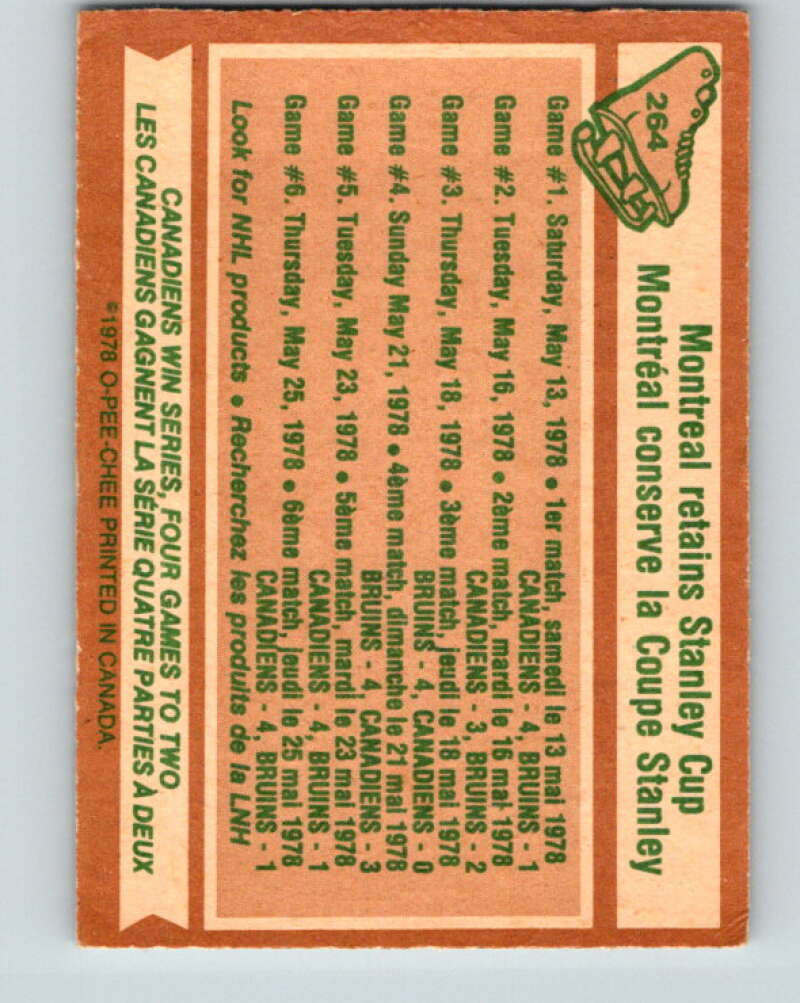 264
Montreal retains Stanley Cup
Montréal conserve la Coupe Stanley
Game #1. Saturday, May 13, 1978 • 1er match, samedi le 13 mai 1978
CANADIENS - 4, BRUINS - 1
Game #2. Tuesday, May 16, 1978 • 2ème match, mardi le 16 mai 1978
CANADIENS - 3, BRUINS - 2
Game #3. Thursday, May 18, 1978 • 3ème match, jeudi le 18 mai 1978
BRUINS - 4, CANADIENS - 0
Game #4. Sunday May 21, 1978 • 4ème match, dimanche le 21 mai 1978
BRUINS - 4, CANADIENS - 3
Game #5. Tuesday, May 23, 1978 • 5ème match, mardi le 23 mai 1978
CANADIENS - 4, BRUINS - 1
Game #6. Thursday, May 25, 1978 • 6ème match, jeudi le 25 mai 1978
CANADIENS - 4, BRUINS - 1
Look for NHL products • Recherchez les produits de la LNH
CANADIENS WIN SERIES, FOUR GAMES TO TWO
LES CANADIENS GAGNENT LA SÉRIE QUATRE PARTIES À DEUX
©1978 O-PEE-CHEE PRINTED IN CANADA.